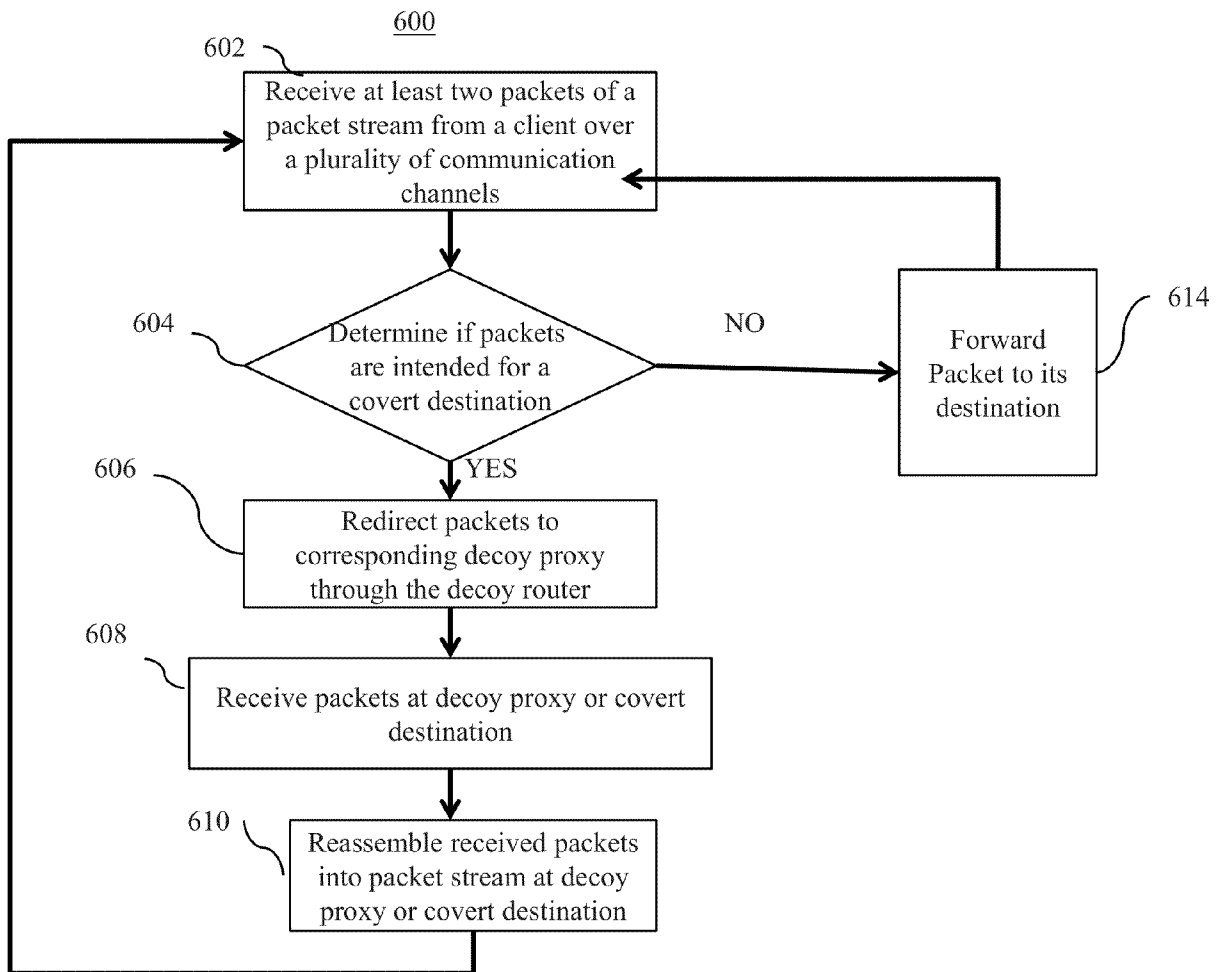 600
602
Receive at least two packets of a
packet stream from a client over
a plurality of communication
channels
604
Determine if packets
are intended for a
covert destination
NO
614
Forward
Packet to its
destination
YES
606
Redirect packets to
corresponding decoy proxy
through the decoy router
608
Receive packets at decoy proxy or covert
destination
610
Reassemble received packets
into packet stream at decoy
proxy or covert destination